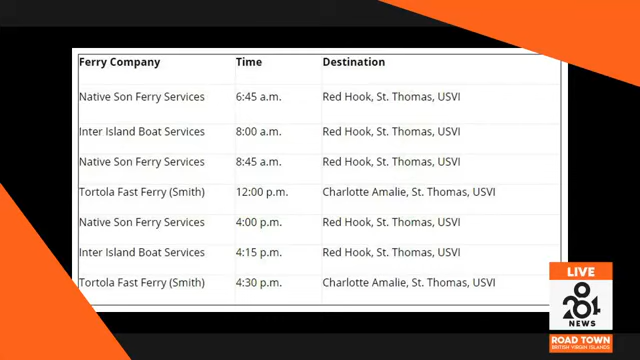 Ferry Company Time Destination
Native Son Ferry Services 6:45 a.m. Red Hook, St. Thomas, USVI
Inter Island Boat Services 8:00 a.m. Red Hook, St. Thomas, USVI
Native Son Ferry Services 8:45 a.m. Red Hook, St. Thomas, USVI
Tortola Fast Ferry (Smith) 12:00 p.m. Charlotte Amalie, St. Thomas, USVI
Native Son Ferry Services 4:00 p.m. Red Hook, St. Thomas, USVI
Inter Island Boat Services 4:15 p.m. Red Hook, St. Thomas, USVI
Tortola Fast Ferry (Smith) 4:30 p.m. Charlotte Amalie, St. Thomas, USVI
LIVE
284
NEWS
ROAD TOWN
BRITISH VIRGIN ISLANDS